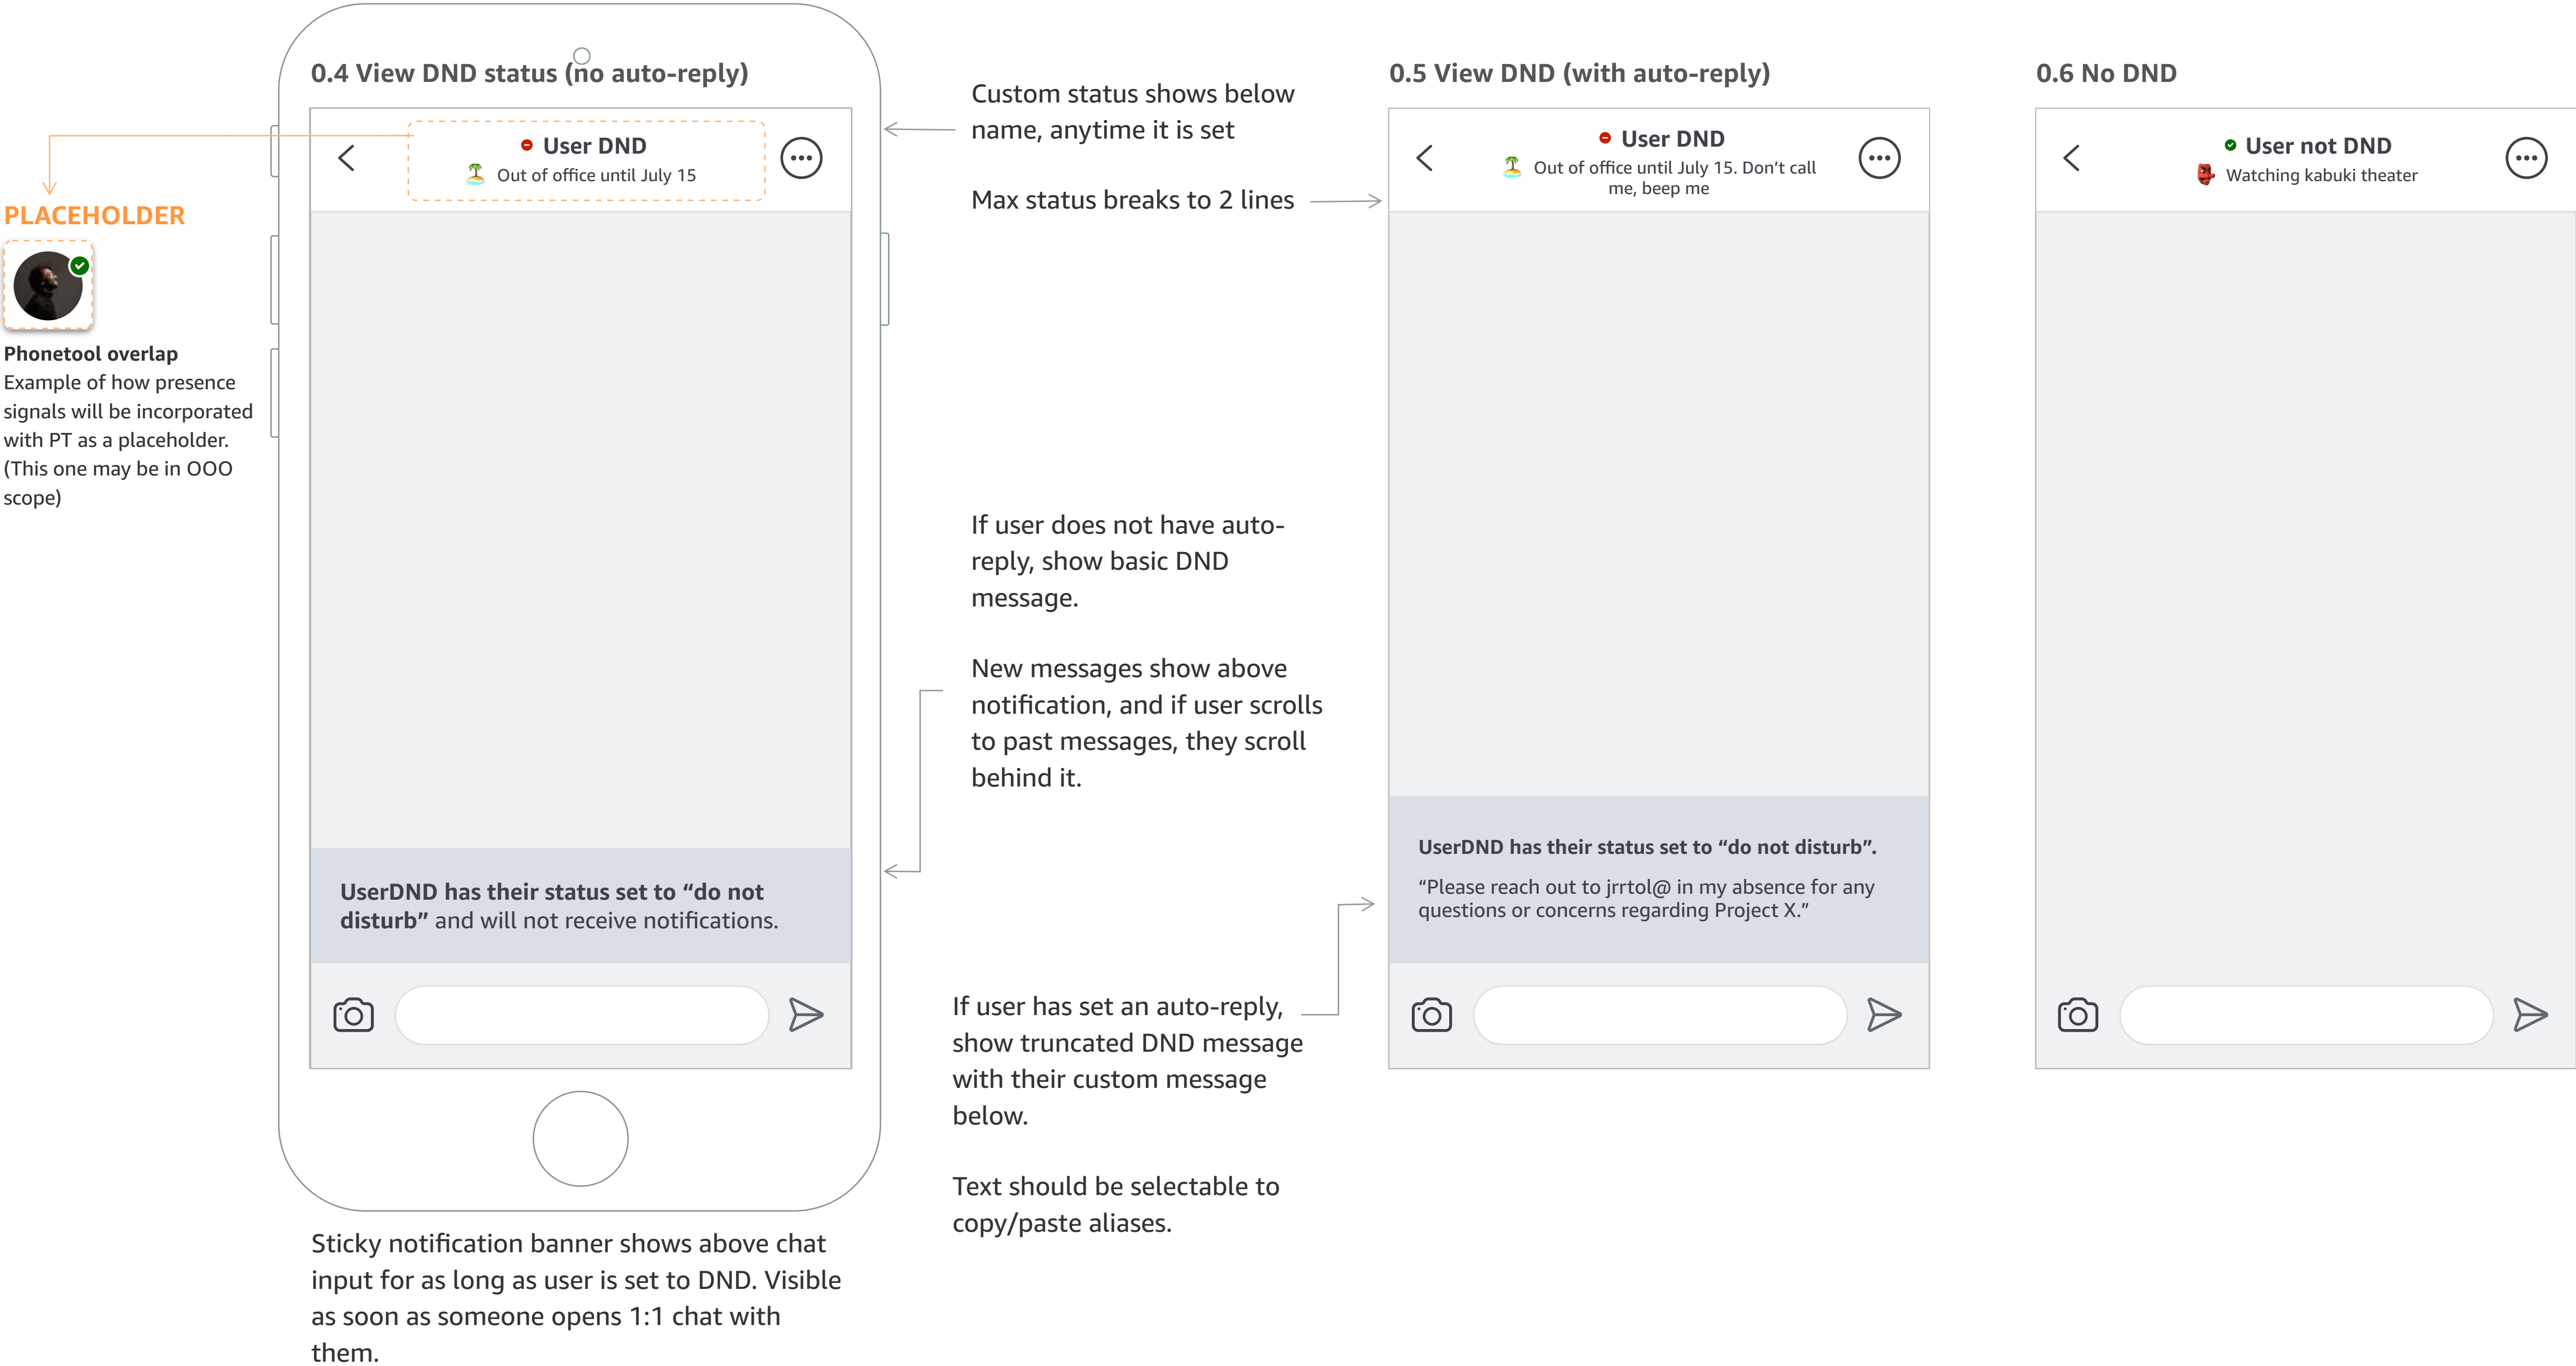 0.4 View DND status (no auto-reply)
User DND
Out of office until July 15
PLACEHOLDER
Phonetool overlap
Example of how presence
signals will be incorporated
with PT as a placeholder.
(This one may be in OOO
scope)
UserDND has their status set to “do not
disturb” and will not receive notifications.
Sticky notification banner shows above chat
input for as long as user is set to DND. Visible
as soon as someone opens 1:1 chat with
them.
Custom status shows below
name, anytime it is set
Max status breaks to 2 lines
If user does not have auto-
reply, show basic DND
message.
New messages show above
notification, and if user scrolls
to past messages, they scroll
behind it.
If user has set an auto-reply,
show truncated DND message
with their custom message
below.
Text should be selectable to
copy/paste aliases.
0.5 View DND (with auto-reply)
User DND
Out of office until July 15. Don’t call
me, beep me
UserDND has their status set to “do not disturb”.
“Please reach out to jrrtol@ in my absence for any
questions or concerns regarding Project X.”
0.6 No DND
User not DND
Watching kabuki theater